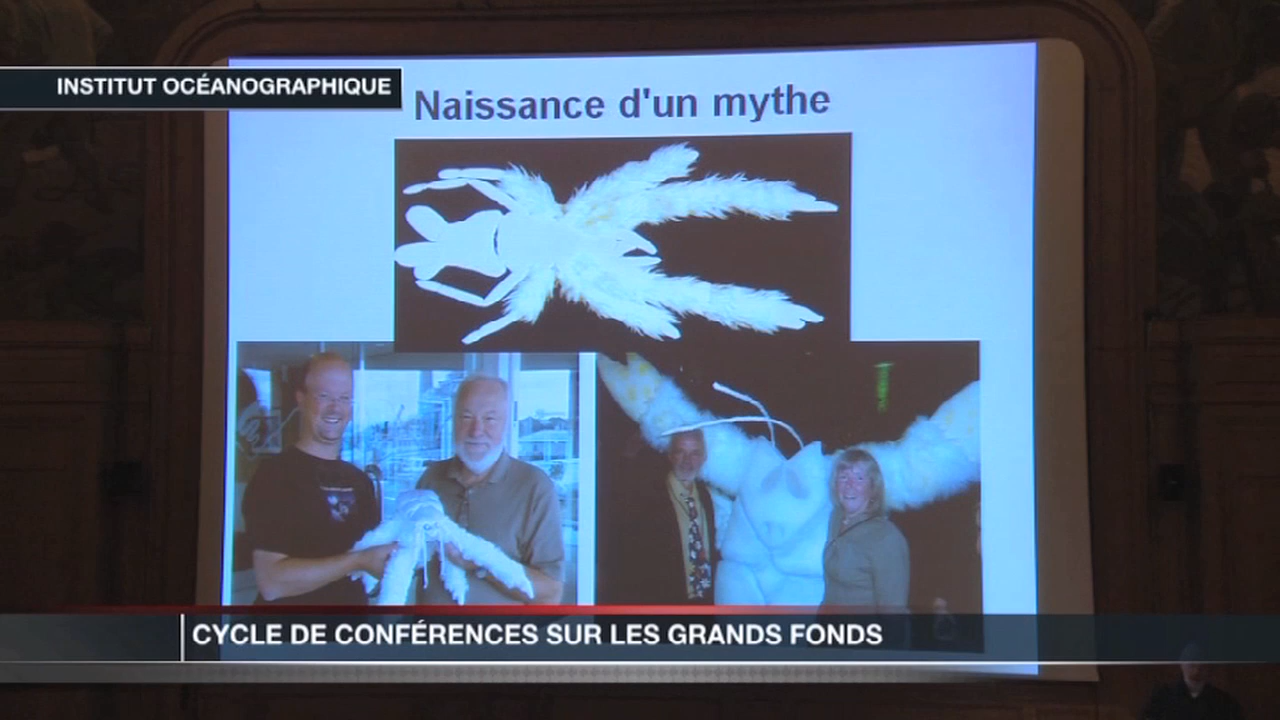 INSTITUT OCÉANOGRAPHIQUE
Naissance d'un mythe
CYCLE DE CONFÉRENCES SUR LES GRANDS FONDS